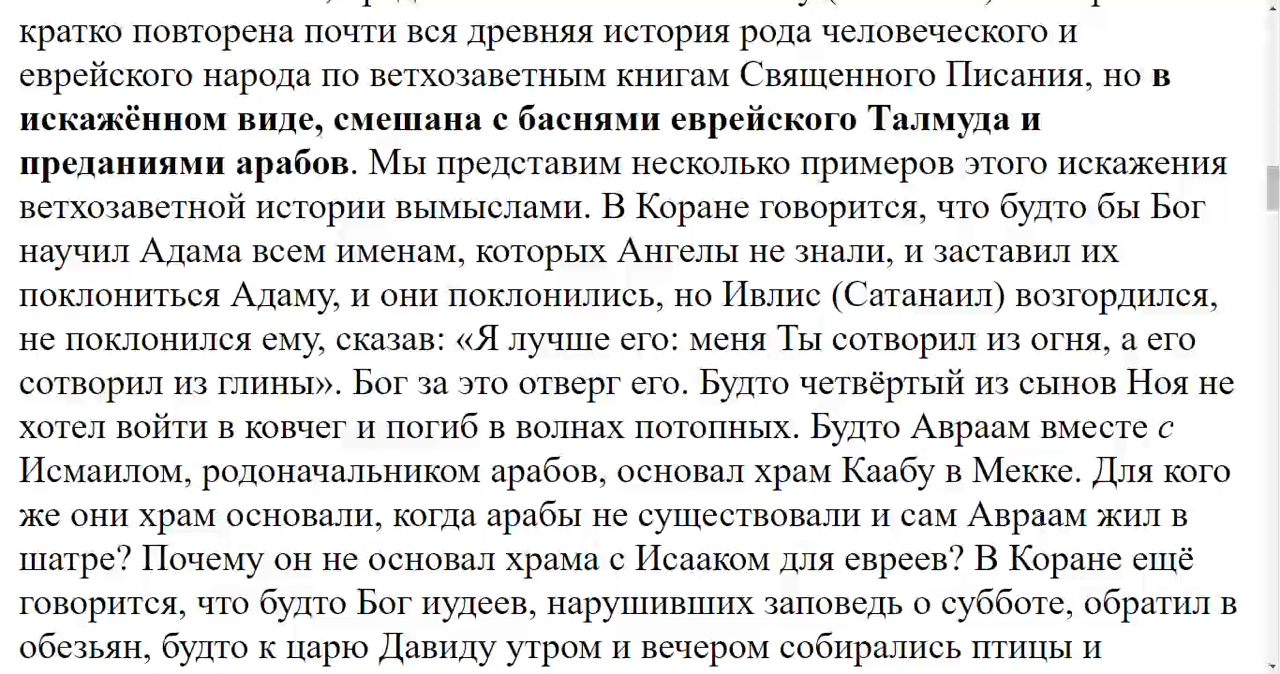 кратко повторена почти вся древняя история рода человеческого и
еврейского народа по ветхозаветным книгам Священного Писания, но в
искажённом виде, смешана с баснями еврейского Талмуда и
преданиями арабов. Мы представим несколько примеров этого искажения
ветхозаветной истории вымыслами. В Коране говорится, что будто бы Бог
научил Адама всем именам, которых Ангелы не знали, и заставил их
поклониться Адаму, и они поклонились, но Ивлис (Сатанаил) возгордился,
не поклонился ему, сказав: «Я лучше его: меня Ты сотворил из огня, а его
сотворил из глины». Бог за это отверг его. Будто четвёртый из сынов Ноя не
хотел войти в ковчег и погиб в волнах потопных. Будто Авраам вместе с
Исмаилом, родоначальником арабов, основал храм Каабу в Мекке. Для кого
же они храм основали, когда арабы не существовали и сам Авраам жил в
шатре? Почему он не основал храма с Исааком для евреев? В Коране ещё
говорится, что будто Бог иудеев, нарушивших заповедь о субботе, обратил в
обезьян, будто к царю Давиду утром и вечером собирались птицы и